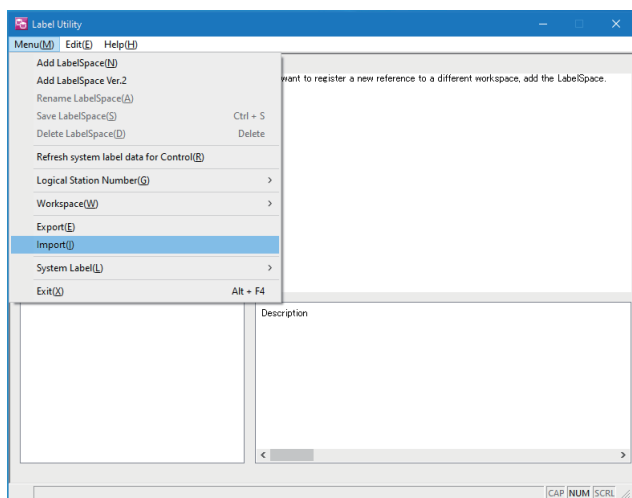 Label Utility
Menu(M) Edit(E) Help(H)
Add LabelSpace(N)
Add LabelSpace Ver.2
want to register a new reference to a different workspace, add the LabelSpace.
Rename LabelSpace(A)
Save LabelSpace(S) Ctrl + S
Delete LabelSpace(D) Delete
Refresh system label data for Control(R)
Logical Station Number(G)
Workspace(W)
Export(E)
Import(I)
System Label(L)
Exit(X) Alt + F4
Description
CAP NUM SCRL